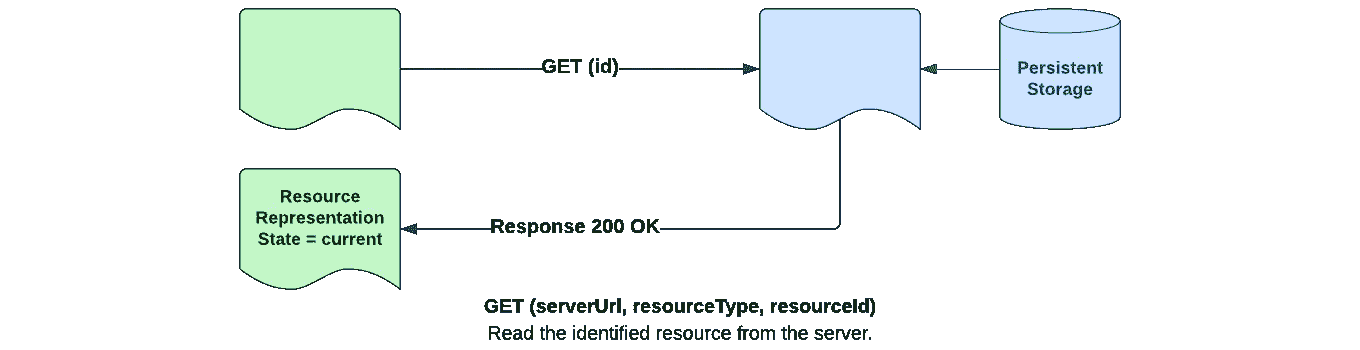 GET (id)
Persistent
Storage
Resource
Representation
State = current
Response 200 OK
GET (serverUrl, resourceType, resourceId)
Read the identified resource from the server.